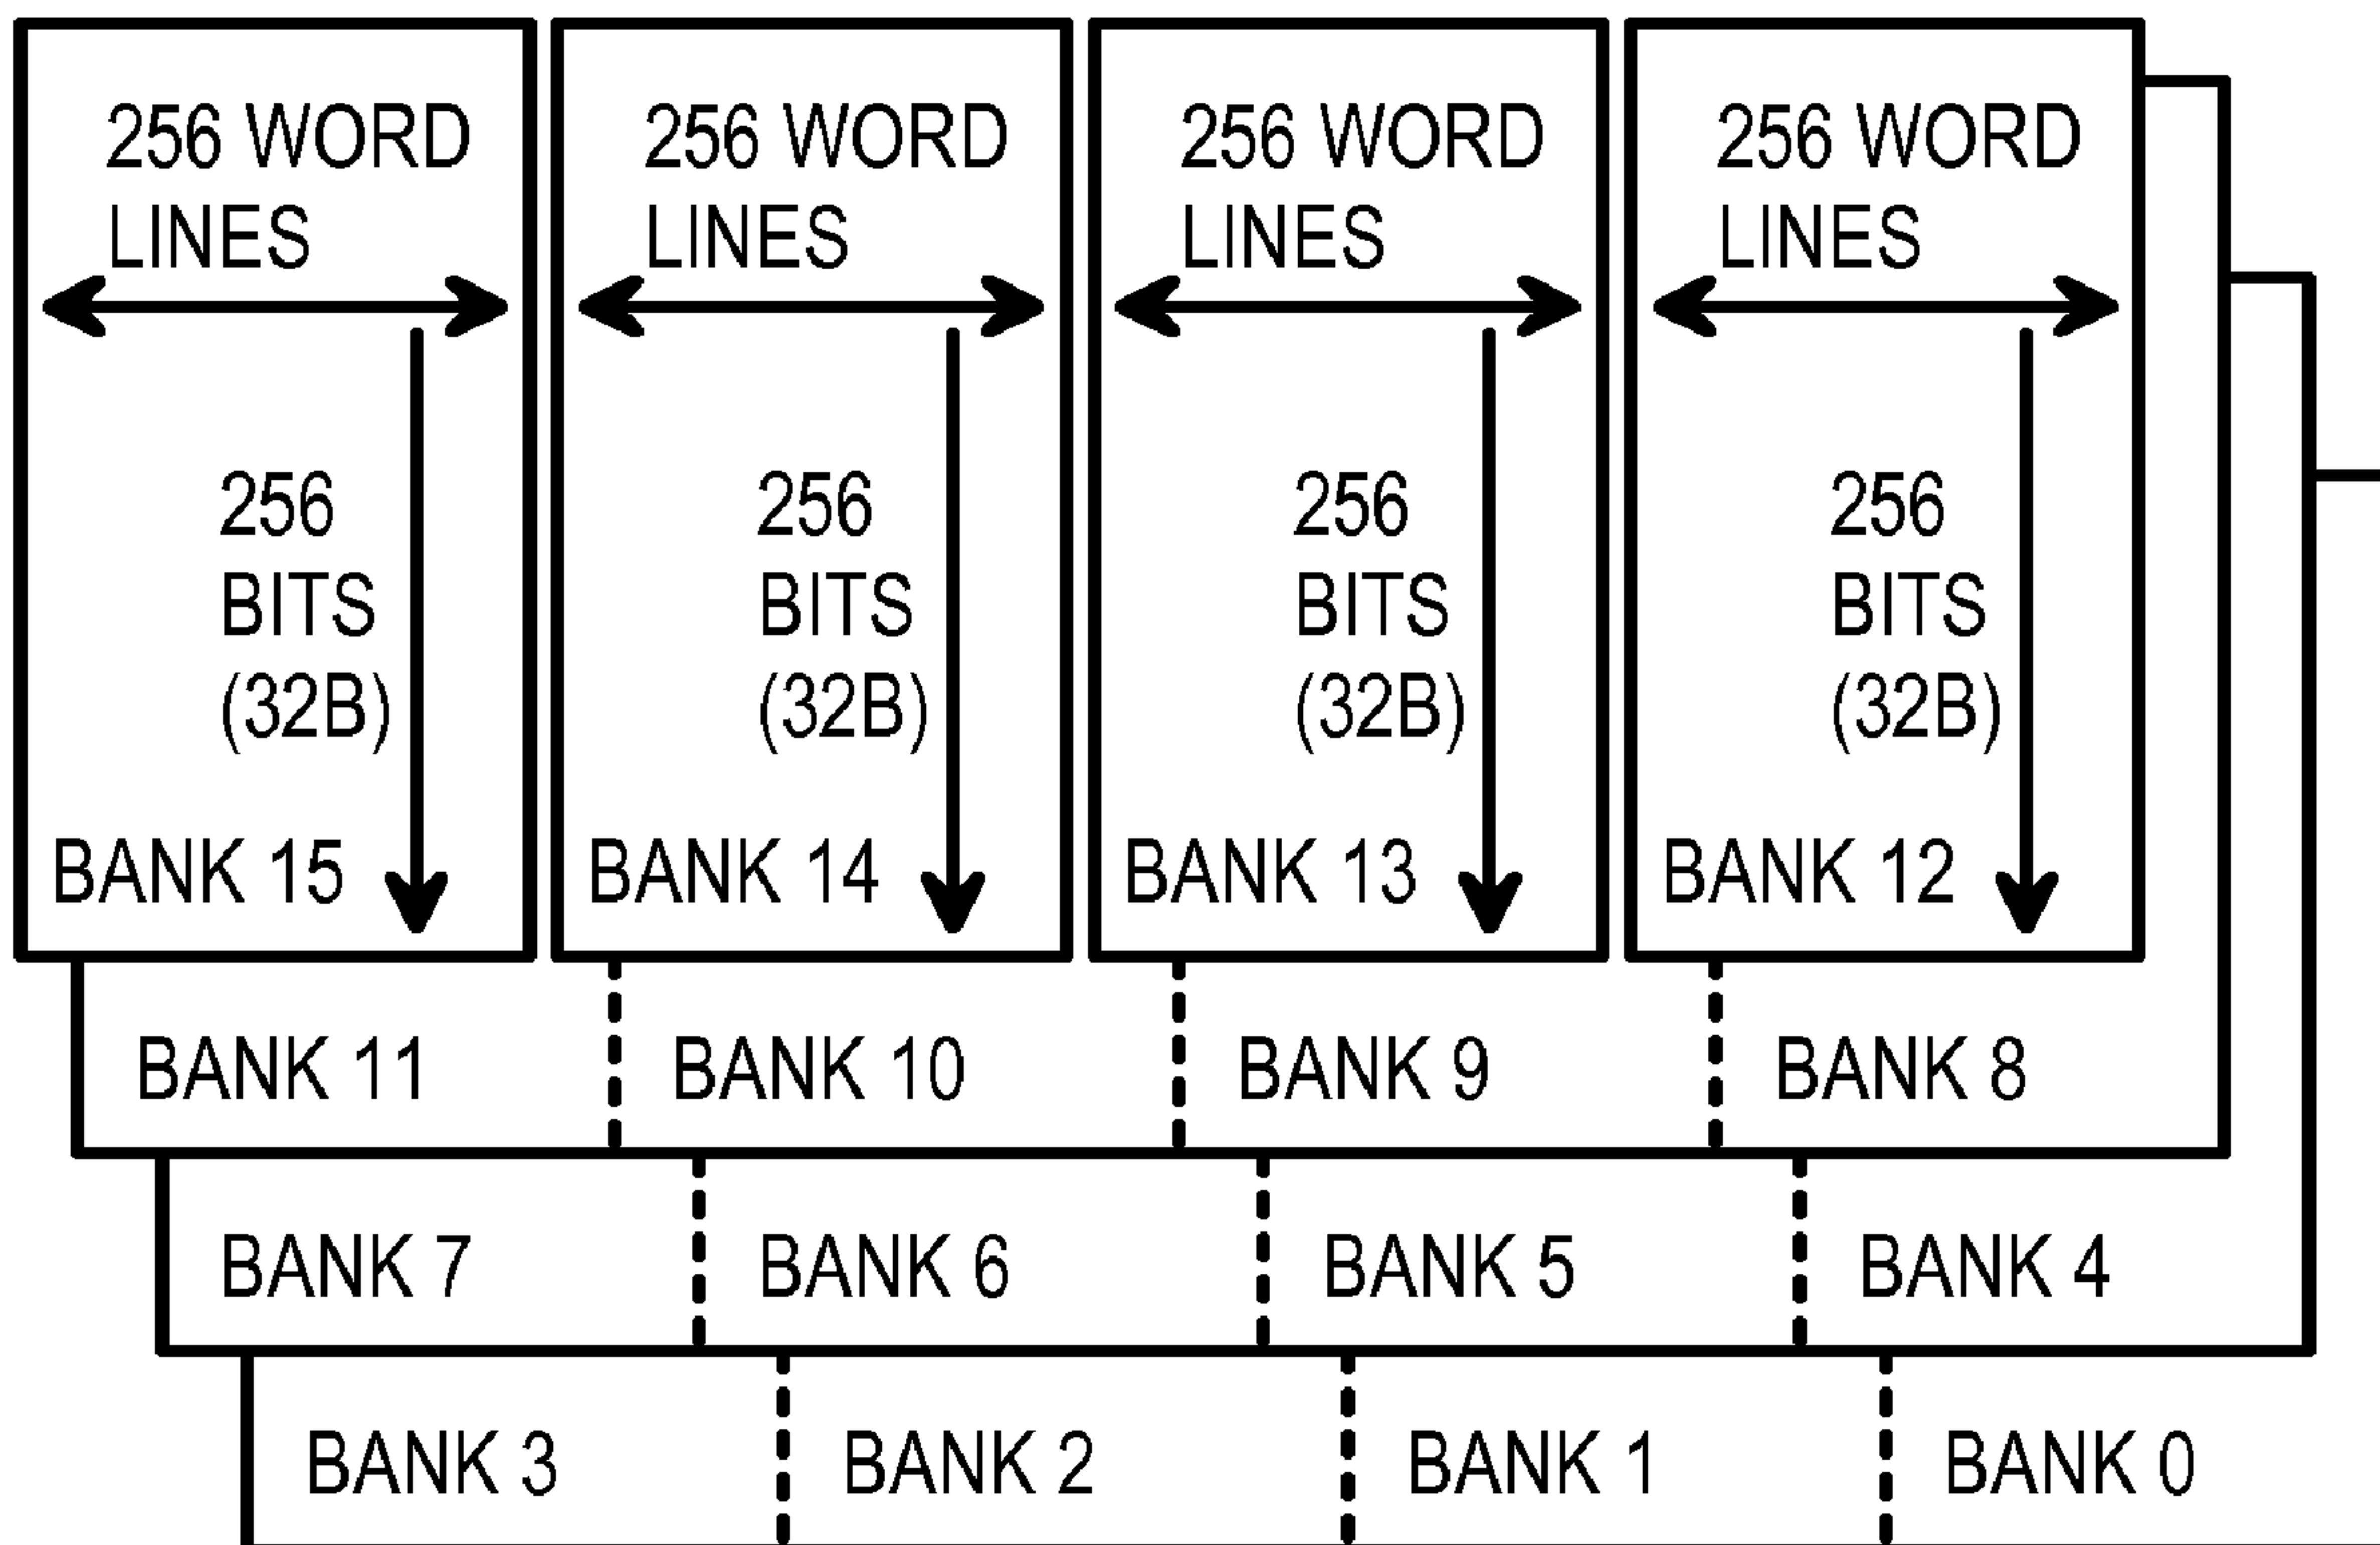 256 WORD
LINES
256
BITS
(32B)
BANK 15
256 WORD
LINES
256
BITS
(32B)
BANK 14
256 WORD
LINES
256
BITS
(32B)
BANK 13
256 WORD
LINES
256
BITS
(32B)
BANK 12
BANK 11
BANK 10
BANK 9
BANK 8
BANK 7
BANK 6
BANK 5
BANK 4
BANK 3
BANK 2
BANK 1
BANK 0